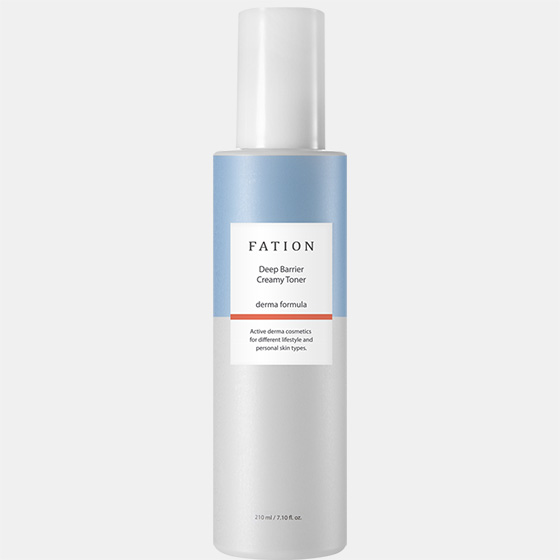 FATION
Deep Barrier
Creamy Toner
derma formula
Active derma cosmetics
for different lifestyle and
personal skin types.
210 ml / 7.10 fl. oz.